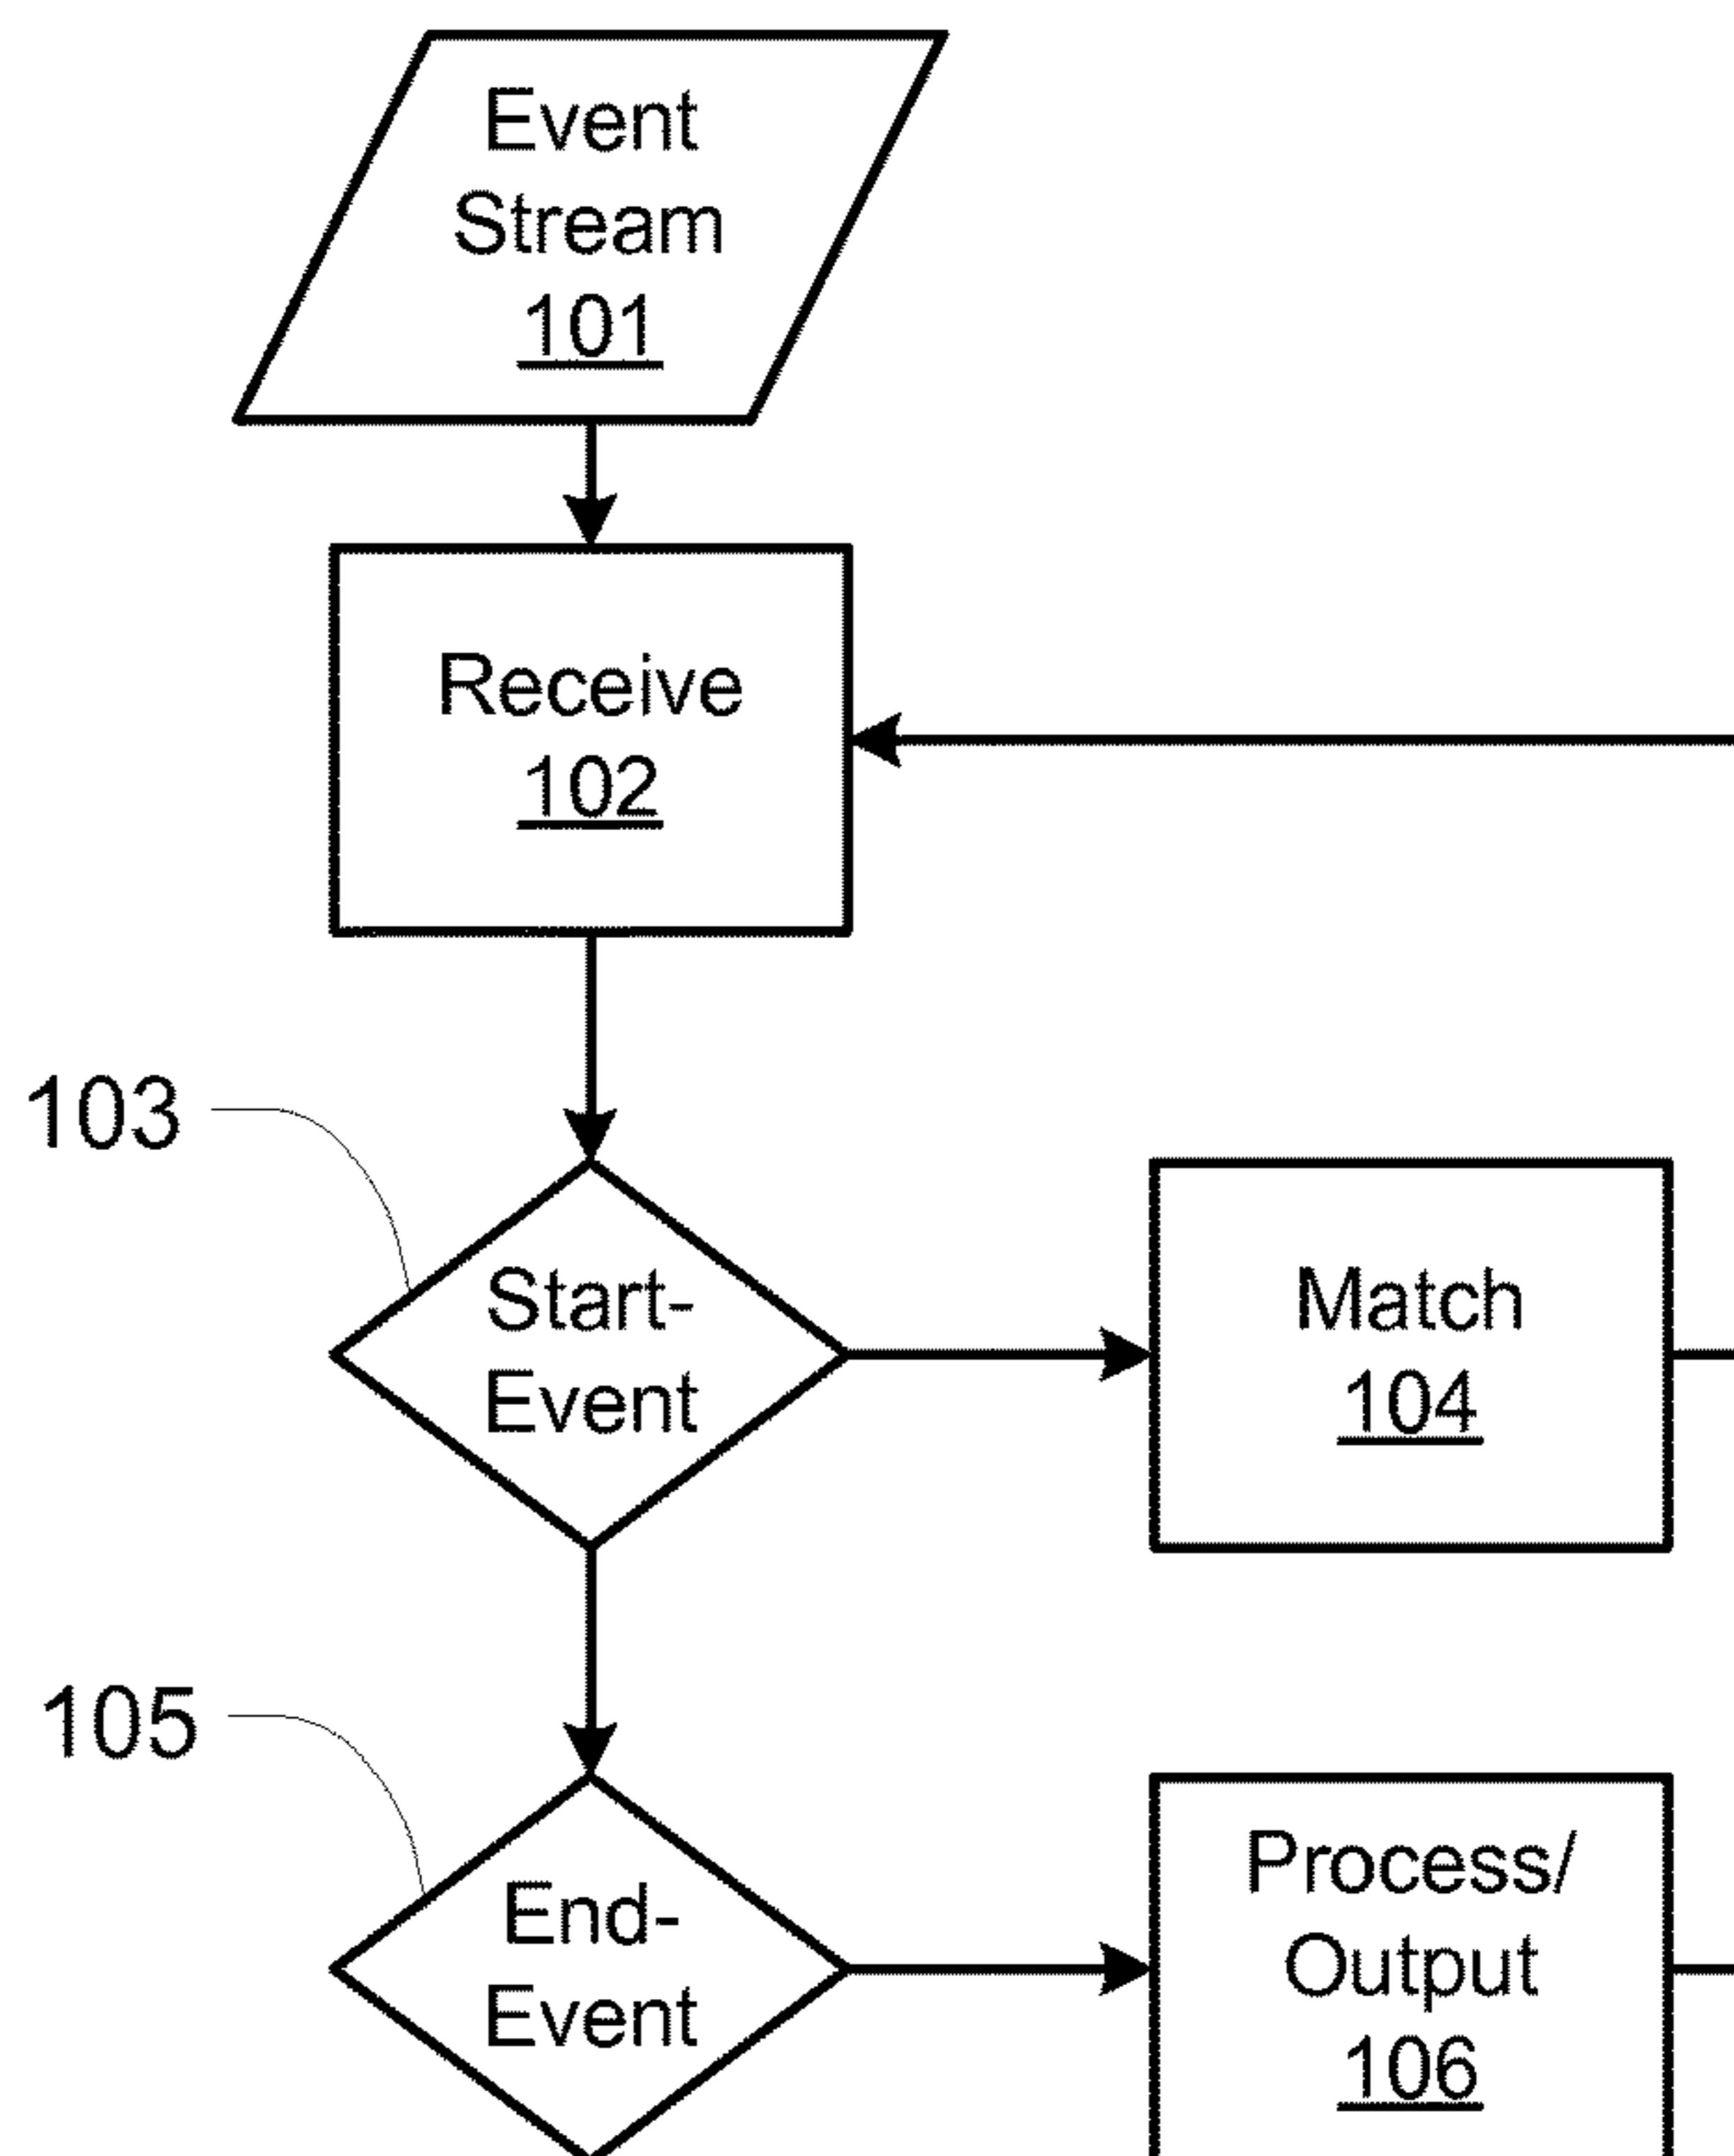 Event
Stream
101
Receive
102
103
Start-
Event
Match
104
105
End-
Event
Process/
Output
106